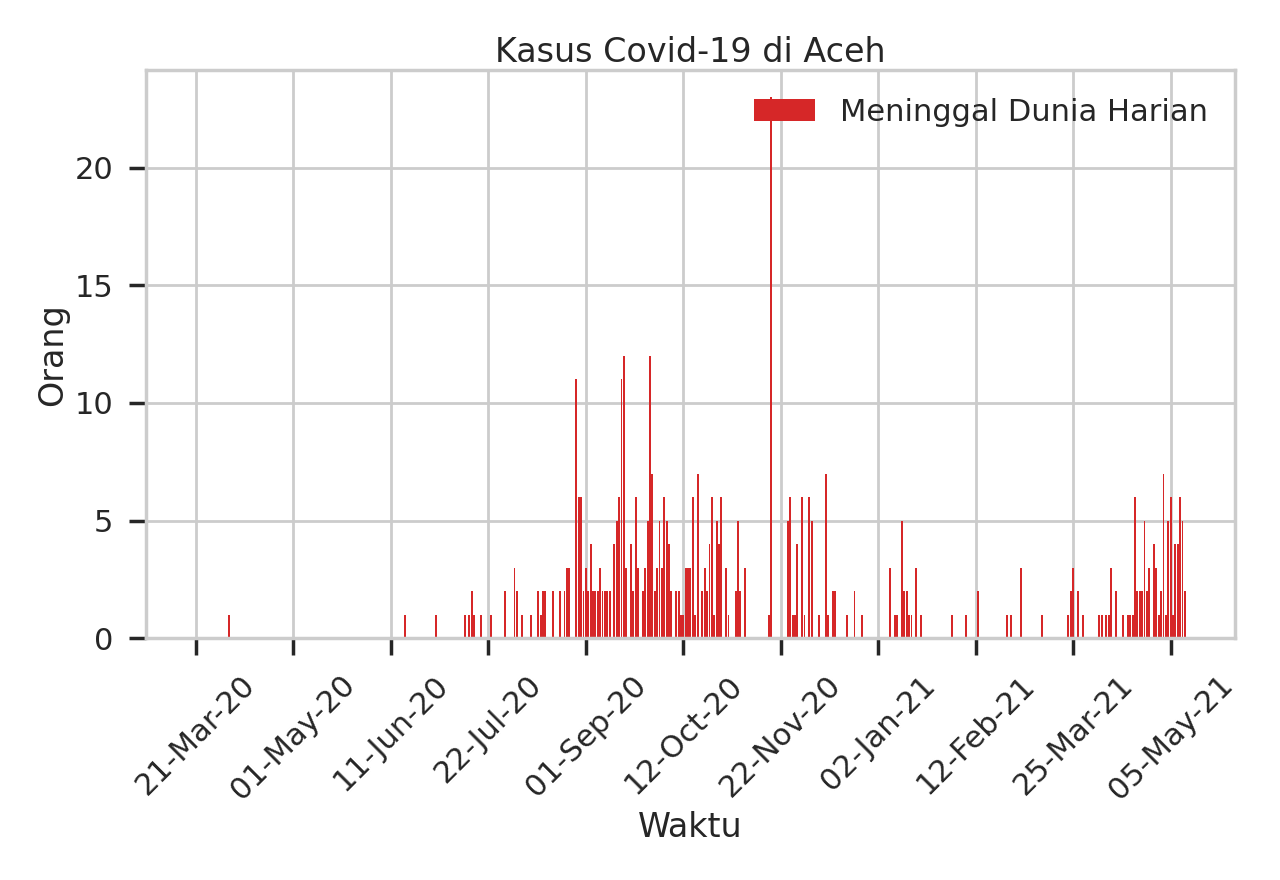 Kasus Covid-19 di Aceh
Meninggal Dunia Harian
Orang
20
15
10
5
0
21-Mar-20
01-May-20
11-Jun-20
22-Jul-20
01-Sep-20
12-Oct-20
22-Nov-20
02-Jan-21
12-Feb-21
25-Mar-21
05-May-21
Waktu